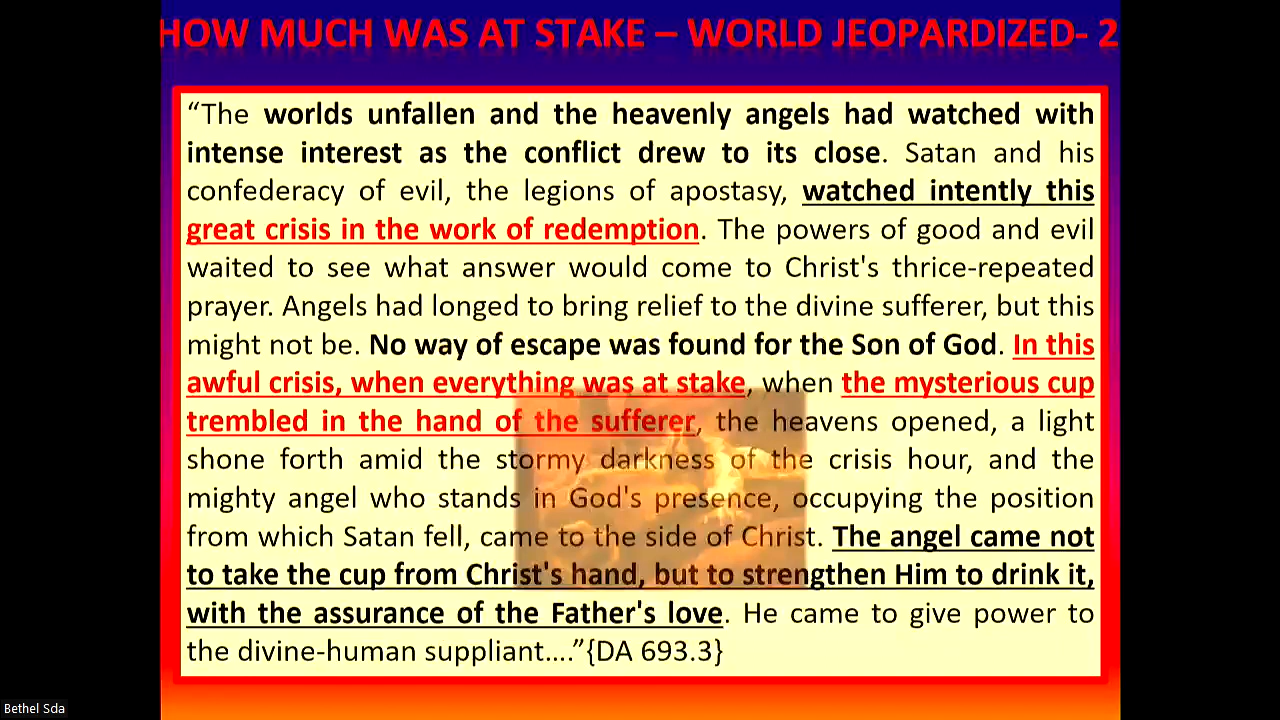 HOW MUCH WAS AT STAKE – WORLD JEOPARDIZED- 2
“The worlds unfallen and the heavenly angels had watched with
intense interest as the conflict drew to its close. Satan and his
confederacy of evil, the legions of apostasy, watched intently this
great crisis in the work of redemption. The powers of good and evil
waited to see what answer would come to Christ's thrice-repeated
prayer. Angels had longed to bring relief to the divine sufferer, but this
might not be. No way of escape was found for the Son of God. In this
awful crisis, when everything was at stake, when the mysterious cup
trembled in the hand of the sufferer, the heavens opened, a light
shone forth amid the stormy darkness of the crisis hour, and the
mighty angel who stands in God's presence, occupying the position
from which Satan fell, came to the side of Christ. The angel came not
to take the cup from Christ's hand, but to strengthen Him to drink it,
with the assurance of the Father's love. He came to give power to
the divine-human suppliant….”{DA 693.3}
Bethel Sda